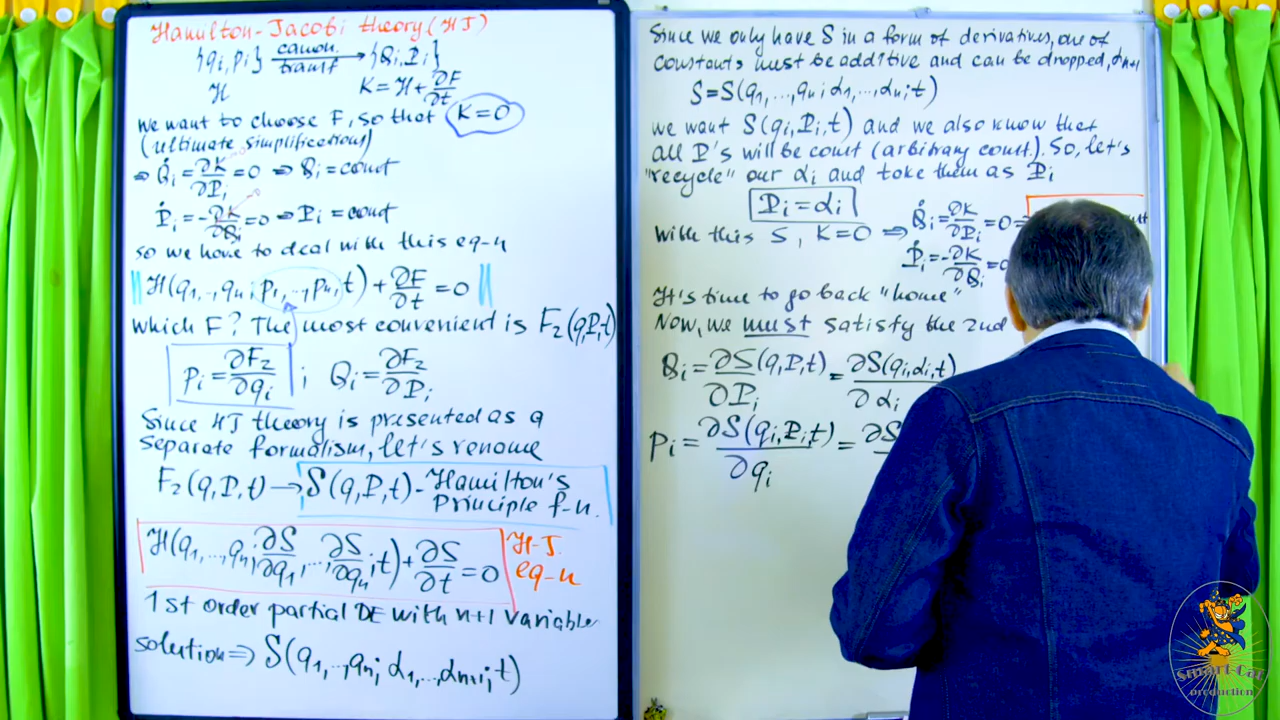 Hamilton-Jacobi theory (HJ)
{qi, pi} canon. transf → {Qi, Pi}
H K = H + ∂F/∂t
we want to choose F, so that K=0
(ultimate simplifications)
⇒ Q̇i = ∂K/∂Pi = 0 ⇒ Qi = const
Ṗi = -∂K/∂Qi = 0 ⇒ Pi = const
so we have to deal with this eq-n
H(q1,..,qn; p1,..,pn, t) + ∂F/∂t = 0
which F? The most convenient is F2(q,P,t)
pi = ∂F2/∂qi ; Qi = ∂F2/∂Pi
Since HJ theory is presented as a
separate formalism, let's rename
F2(q,P,t) → S(q,P,t) - Hamilton's
Principle f-n.
H(q1,...,qn; ∂S/∂q1,..., ∂S/∂qn; t) + ∂S/∂t = 0 H-J.
eq-n
1st order partial DE with n+1 variable
solution ⇒ S(q1,..,qn; α1,...,αn+1; t)
Since we only have S in a form of derivatives, one of
constants must be additive and can be dropped, αn+1
S = S(q1,...,qn; α1,...,αn; t)
we want S(qi,Pi,t) and we also know that
all P's will be const (arbitrary const.). So, let's
"recycle" our αi and take them as Pi
Pi = αi
With this S, K=0 ⇒ Q̇i = ∂K/∂Pi = 0
Ṗi = -∂K/∂Qi =
It's time to go back "home"
Now, we must satisfy the 2nd
Qi = ∂S(q,P,t)/∂Pi = ∂S(qi,αi,t)/∂αi
pi = ∂S(qi,Pi,t)/∂qi = ∂S
Smart-Cat
production